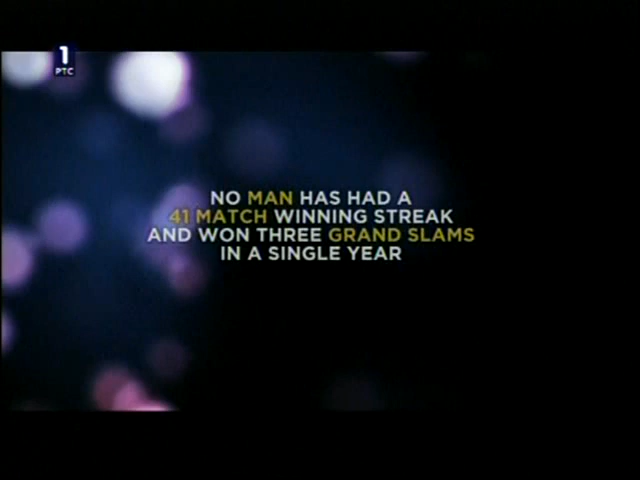 1
РТС
NO MAN HAS HAD A
41 MATCH WINNING STREAK
AND WON THREE GRAND SLAMS
IN A SINGLE YEAR